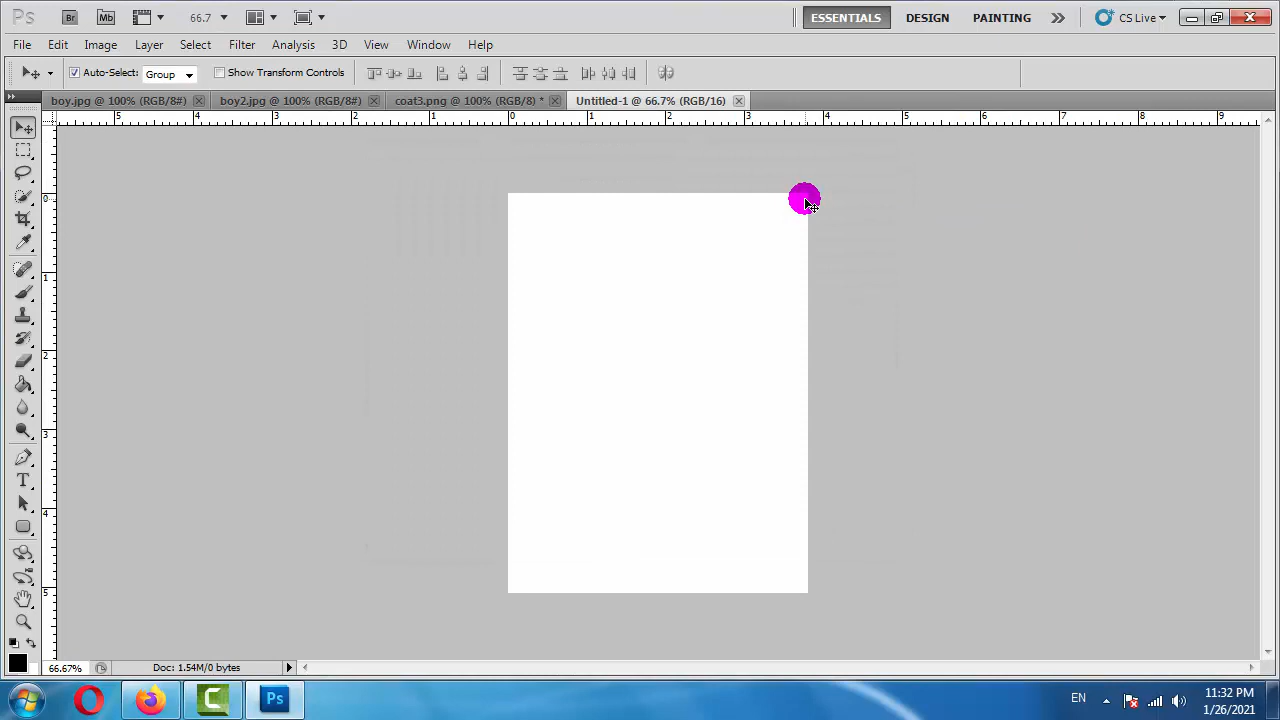 Ps Br Mb 66.7 ESSENTIALS DESIGN PAINTING CS Live
File Edit Image Layer Select Filter Analysis 3D View Window Help
Auto-Select: Group Show Transform Controls
boy.jpg @ 100% (RGB/8#) boy2.jpg @ 100% (RGB/8#) coat3.png @ 100% (RGB/8) * Untitled-1 @ 66.7% (RGB/16)
5 4 3 2 1 0 1 2 3 4 5 6 7 8 9
0
1
2
3
4
5
T
66.67% Doc: 1.54M/0 bytes
Ps EN 11:32 PM
1/26/2021